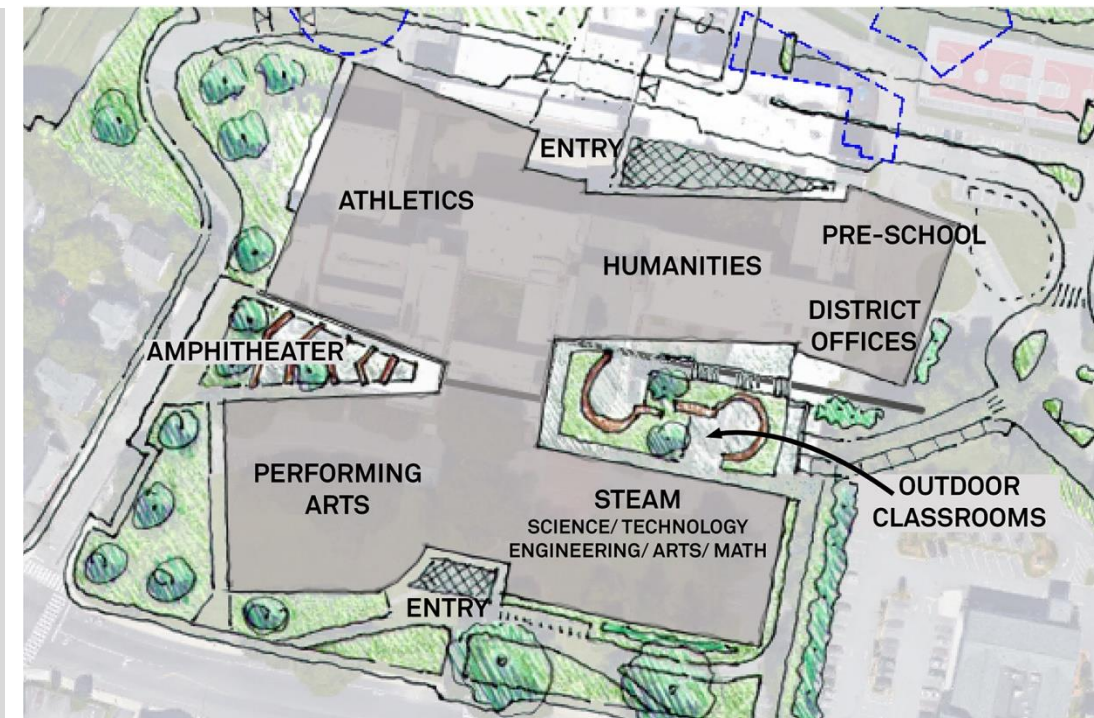 ENTRY
ATHLETICS
PRE-SCHOOL
HUMANITIES
DISTRICT
OFFICES
AMPHITHEATER
PERFORMING
ARTS
STEAM
SCIENCE/ TECHNOLOGY
ENGINEERING/ ARTS/ MATH
OUTDOOR
CLASSROOMS
ENTRY